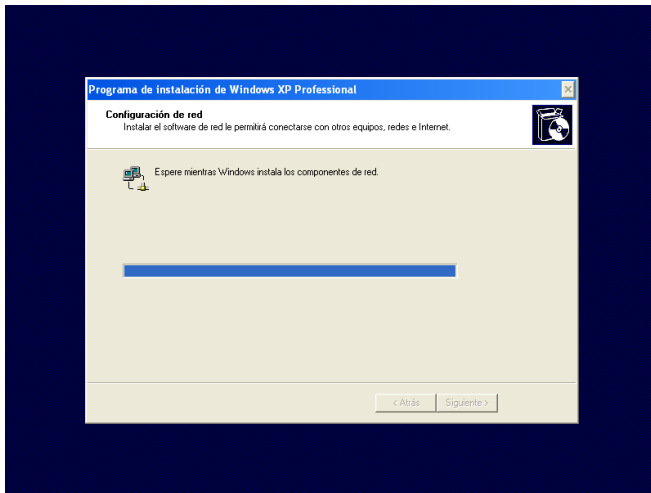 Programa de instalación de Windows XP Professional
Configuración de red
Instalar el software de red le permitirá conectarse con otros equipos, redes e Internet.
Espere mientras Windows instala los componentes de red.
< Atrás
Siguiente >